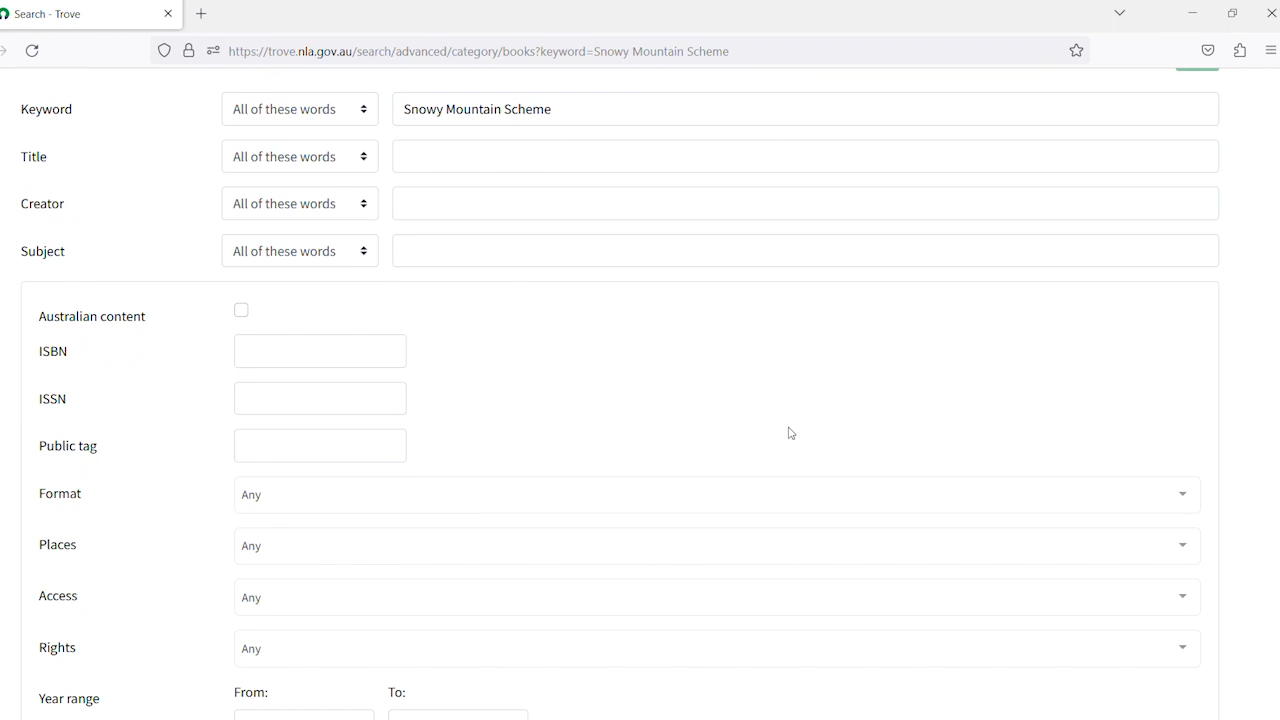 Search - Trove
https://trove.nla.gov.au/search/advanced/category/books?keyword=Snowy Mountain Scheme
Keyword All of these words Snowy Mountain Scheme
Title All of these words
Creator All of these words
Subject All of these words
Australian content
ISBN
ISSN
Public tag
Format Any
Places Any
Access Any
Rights Any
Year range From: To: